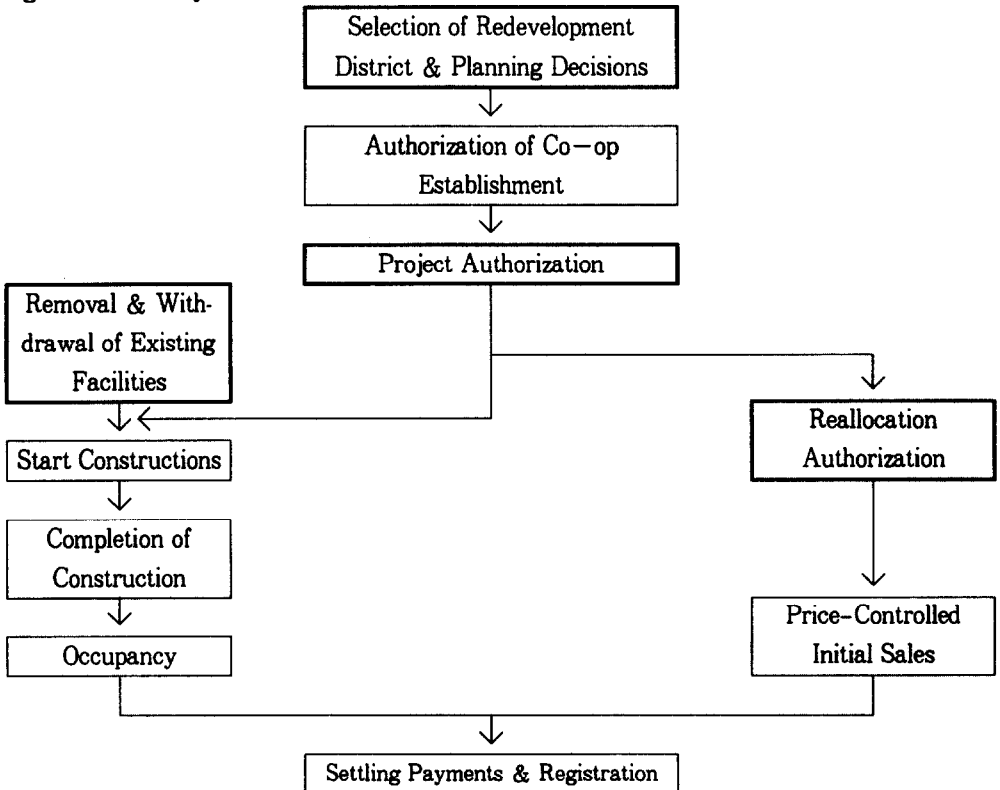 Selection of Redevelopment
District & Planning Decisions
Authorization of Co-op
Establishment
Project Authorization
Removal & With-
drawal of Existing
Facilities
Reallocation
Authorization
Start Constructions
Completion of
Construction
Price-Controlled
Initial Sales
Occupancy
Settling Payments & Registration